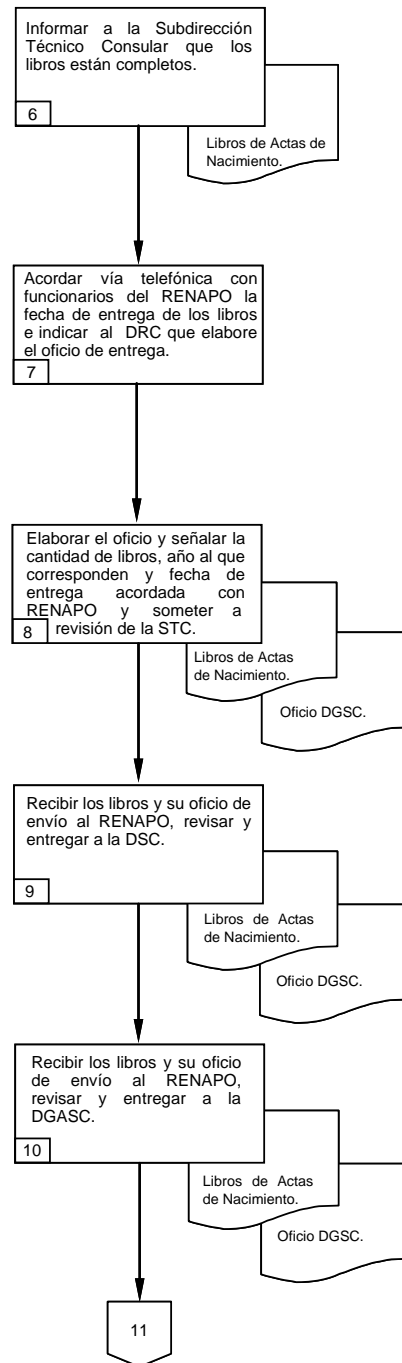 Informar a la Subdirección
Técnico Consular que los
libros están completos.
6
Libros de Actas de
Nacimiento.
Acordar vía telefónica con
funcionarios del RENAPO la
fecha de entrega de los libros
e indicar al DRC que elabore
el oficio de entrega.
7
Elaborar el oficio y señalar la
cantidad de libros, año al que
corresponden y fecha de
entrega acordada con
RENAPO y someter a
revisión de la STC.
8
Libros de Actas
de Nacimiento.
Oficio DGSC.
Recibir los libros y su oficio de
envío al RENAPO, revisar y
entregar a la DSC.
9
Libros de Actas
de Nacimiento.
Oficio DGSC.
Recibir los libros y su oficio
de envío al RENAPO,
revisar y entregar a la
DGASC.
10
Libros de Actas
de Nacimiento.
Oficio DGSC.
11